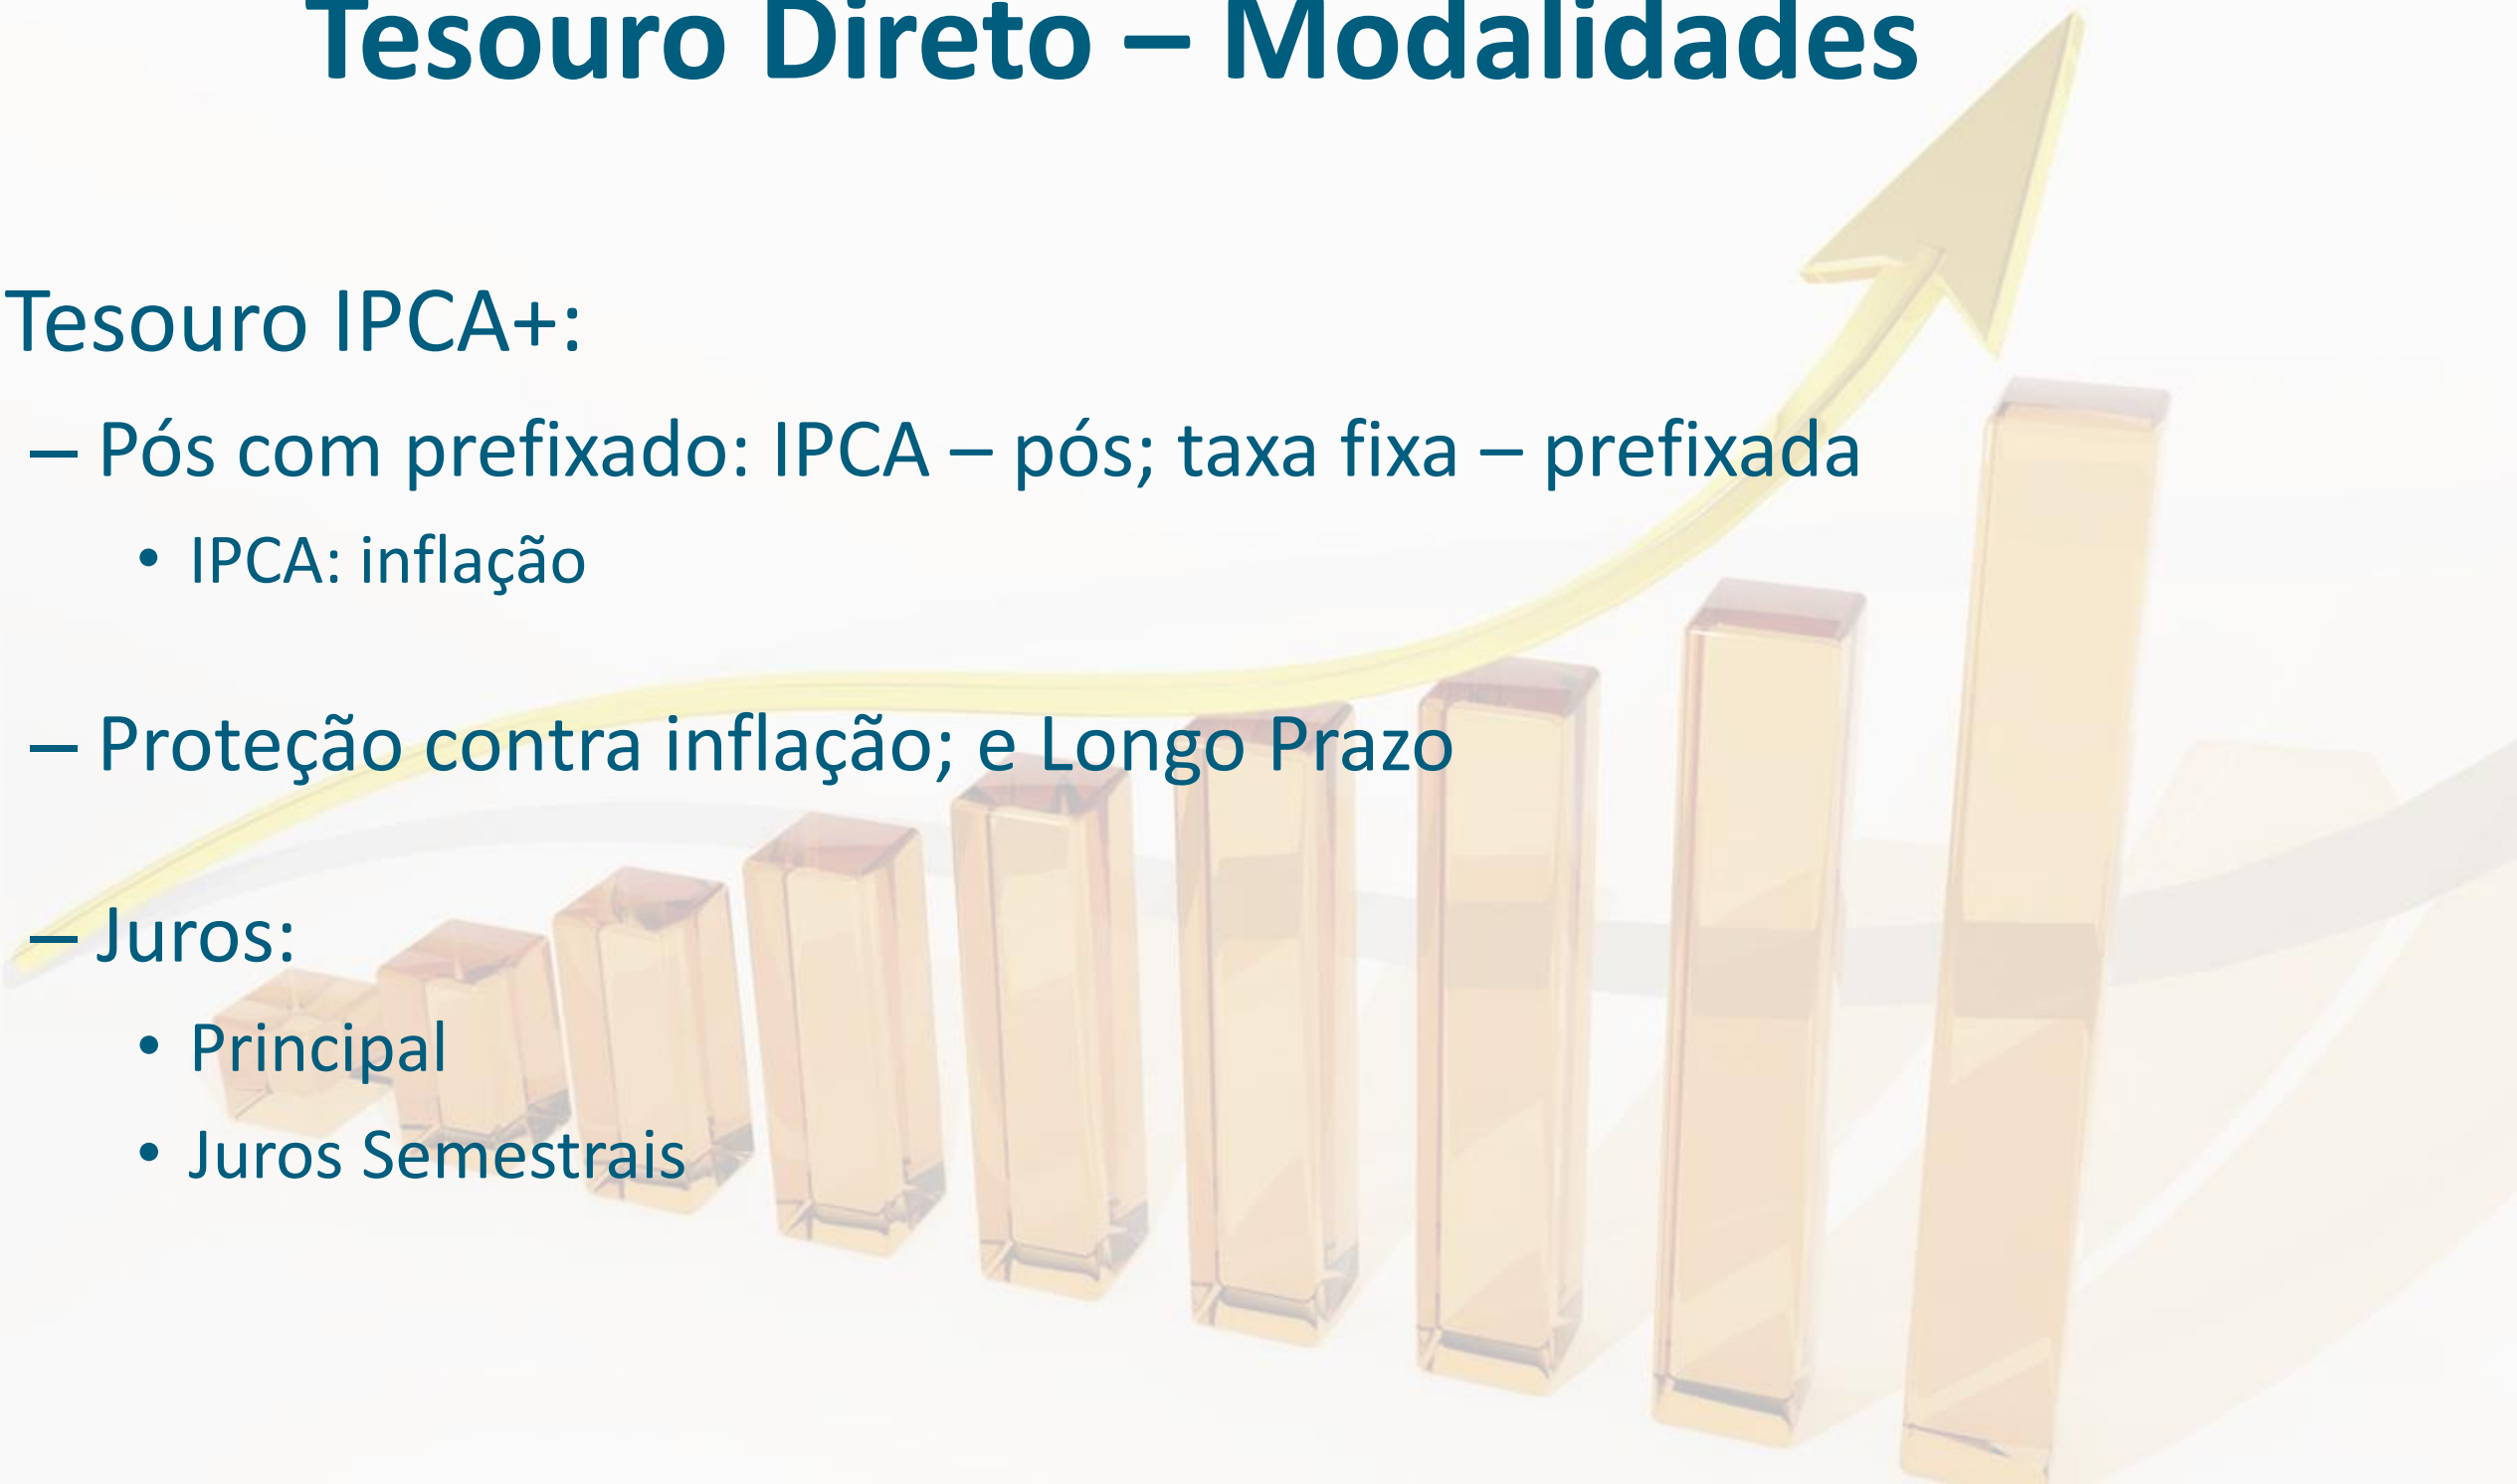 Tesouro Direto – Modalidades
Tesouro IPCA+:
– Pós com prefixado: IPCA – pós; taxa fixa – prefixada
• IPCA: inflação
– Proteção contra inflação; e Longo Prazo
– Juros:
• Principal
• Juros Semestrais